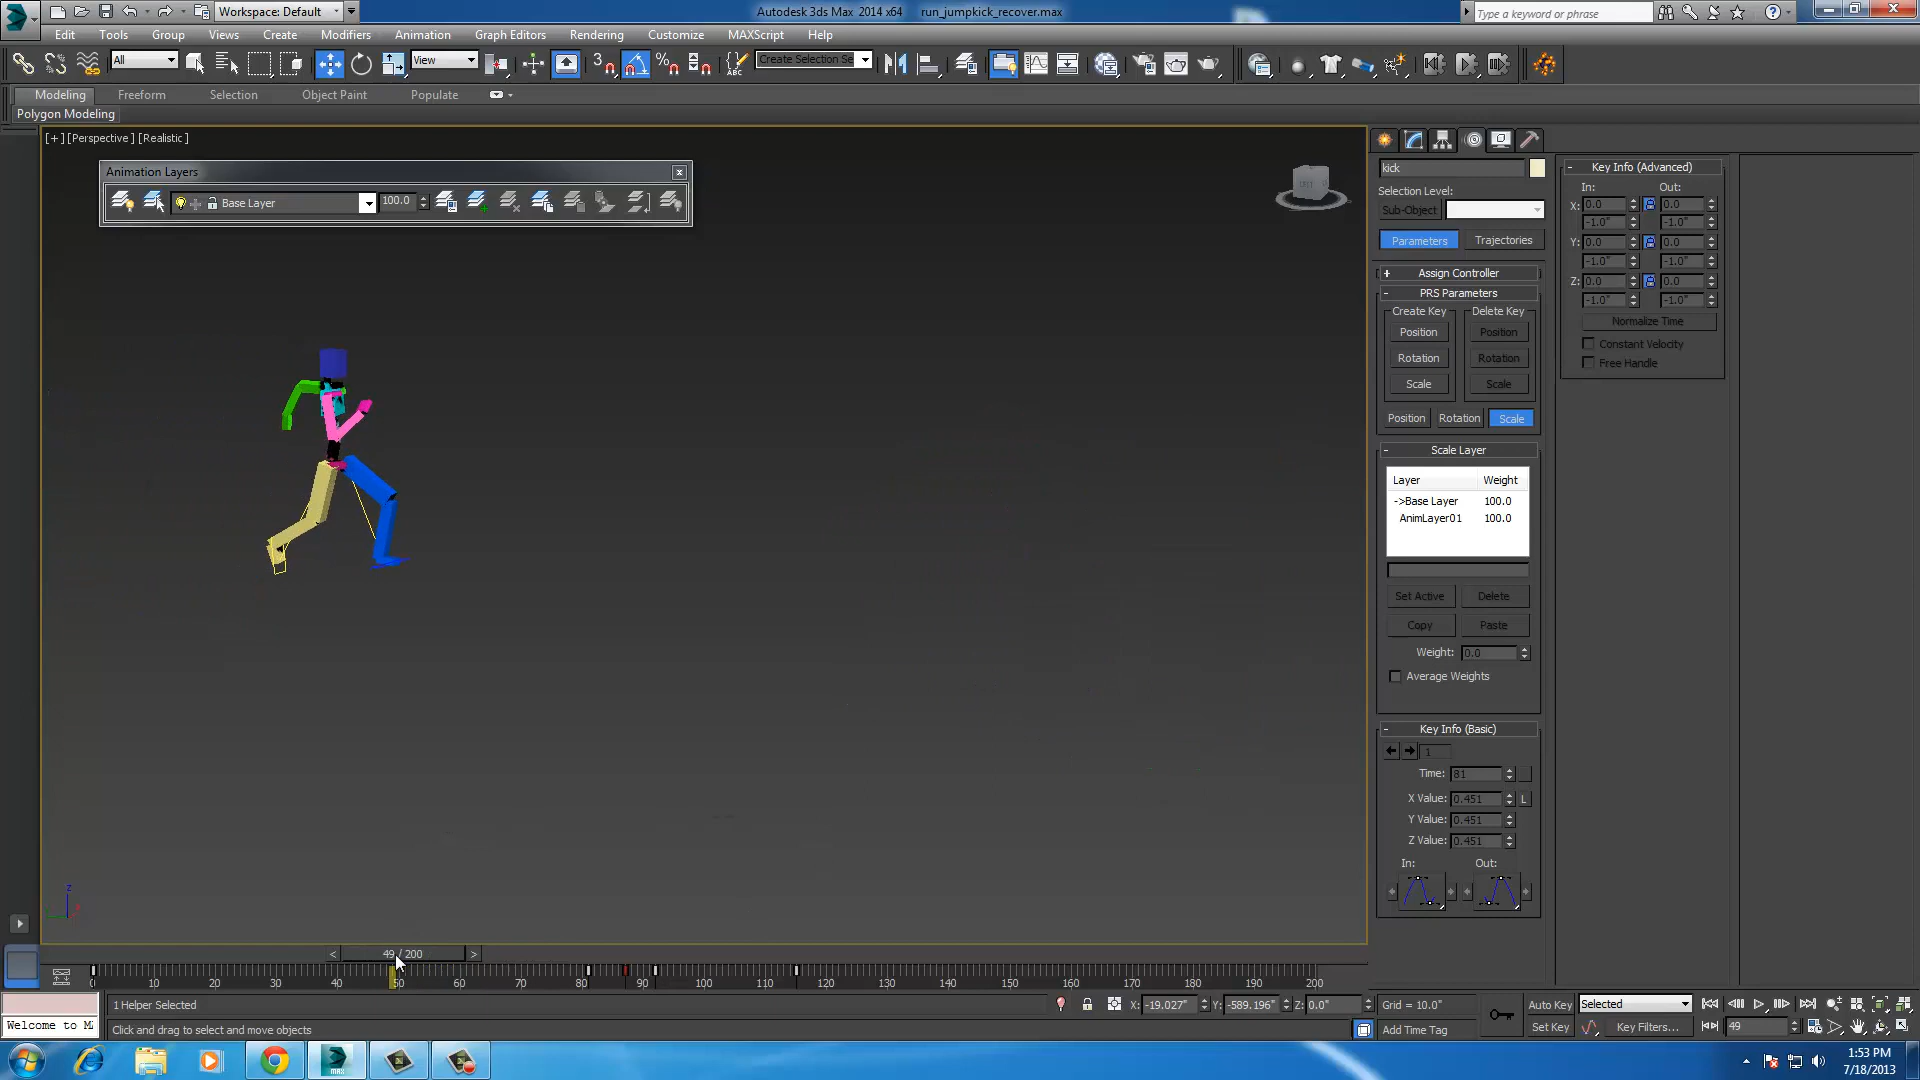 Workspace: Default
Autodesk 3ds Max 2014 x64 run_jumpkick_recover.max
Type a keyword or phrase
Edit Tools Group Views Create Modifiers Animation Graph Editors Rendering Customize MAXScript Help
All
View
3
Create Selection Se
Modeling Freeform Selection Object Paint Populate
Polygon Modeling
[+] [Perspective] [Realistic]
Animation Layers
Base Layer
100.0
kick
Selection Level:
Sub-Object
Parameters Trajectories
+ Assign Controller
- PRS Parameters
Create Key Delete Key
Position Position
Rotation Rotation
Scale Scale
Position Rotation Scale
- Scale Layer
Layer Weight
->Base Layer 100.0
AnimLayer01 100.0
Set Active Delete
Copy Paste
Weight: 0.0
Average Weights
- Key Info (Basic)
1
Time: 81
X Value: 0.451 L
Y Value: 0.451
Z Value: 0.451
In: Out:
- Key Info (Advanced)
In: Out:
X: 0.0 0.0
-1.0" -1.0"
Y: 0.0 0.0
-1.0" -1.0"
Z: 0.0 0.0
-1.0" -1.0"
Normalize Time
Constant Velocity
Free Handle
z
< 49 / 200 >
0 10 20 30 40 50 60 70 80 90 100 110 120 130 140 150 160 170 180 190 200
1 Helper Selected
X: -19.027" Y: -589.196" Z: 0.0"
Grid = 10.0"
Auto Key Selected
Welcome to M
Click and drag to select and move objects
Add Time Tag
Set Key Key Filters...
49
MAX
1:53 PM
7/18/2013